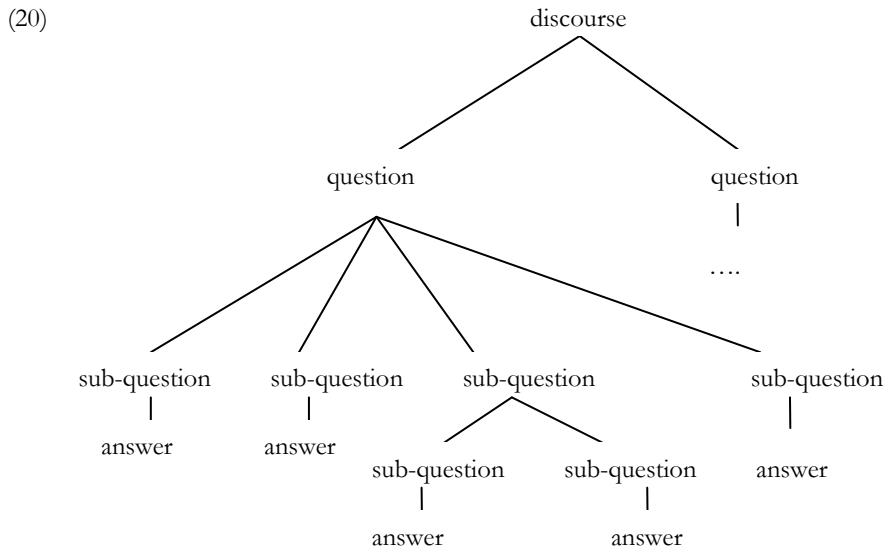 (20) discourse
question question
….
sub-question sub-question sub-question sub-question
answer answer sub-question sub-question answer
answer answer